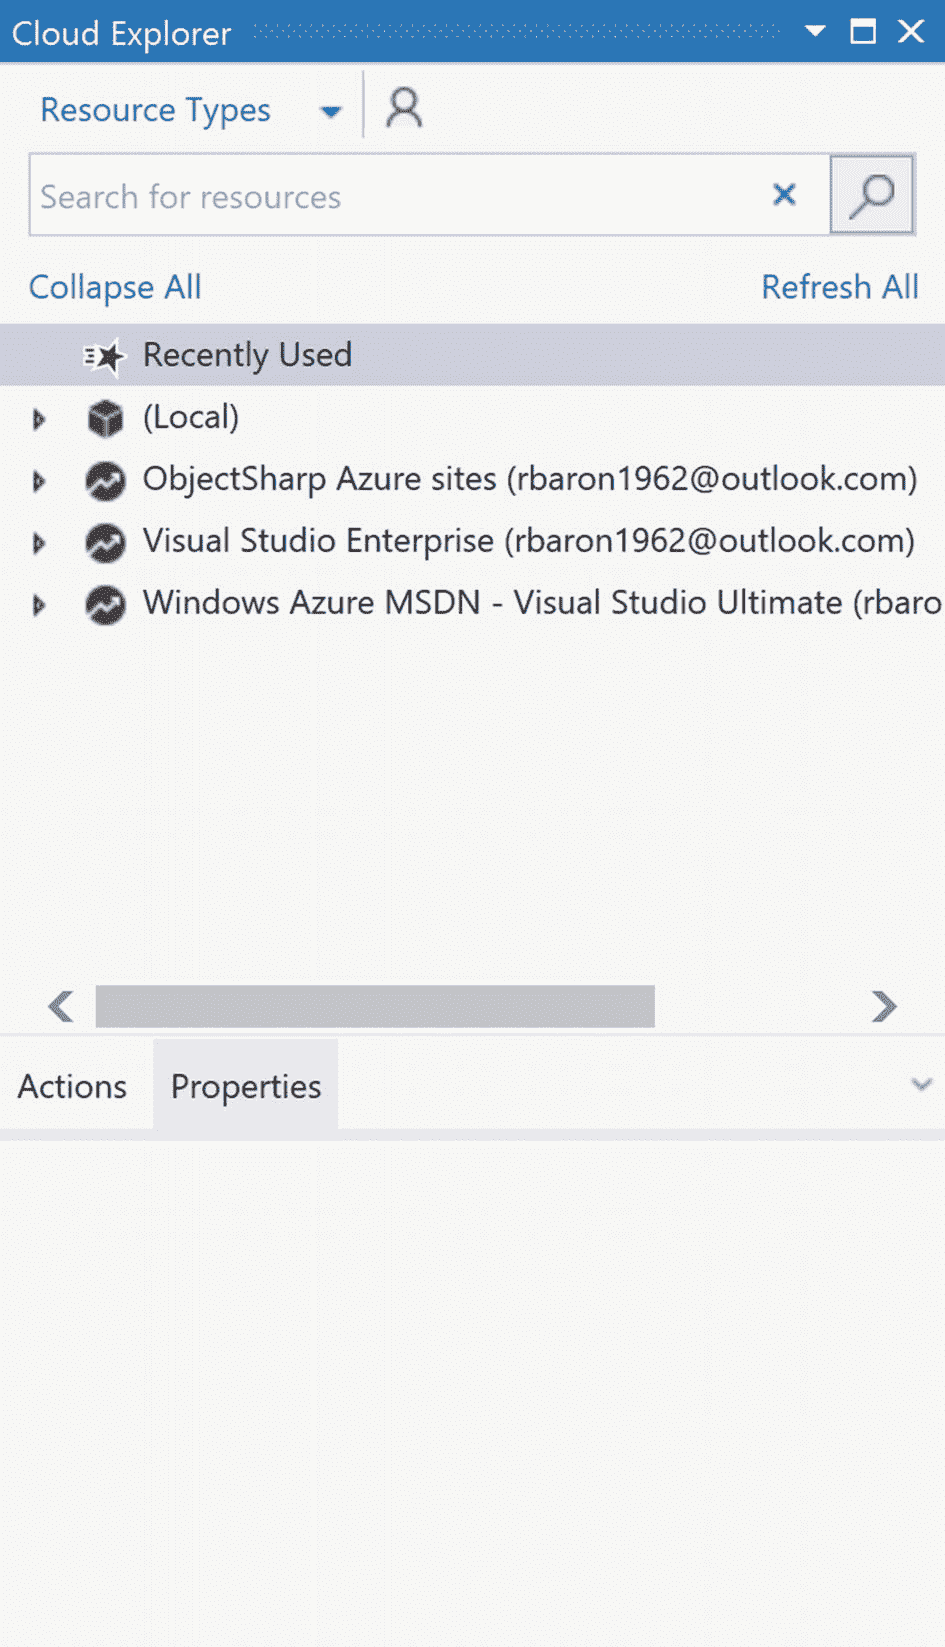 Cloud Explorer
Resource Types
Search for resources
Collapse All Refresh All
Recently Used
(Local)
ObjectSharp Azure sites (rbaron1962@outlook.com)
Visual Studio Enterprise (rbaron1962@outlook.com)
Windows Azure MSDN - Visual Studio Ultimate (rbaro
Actions Properties